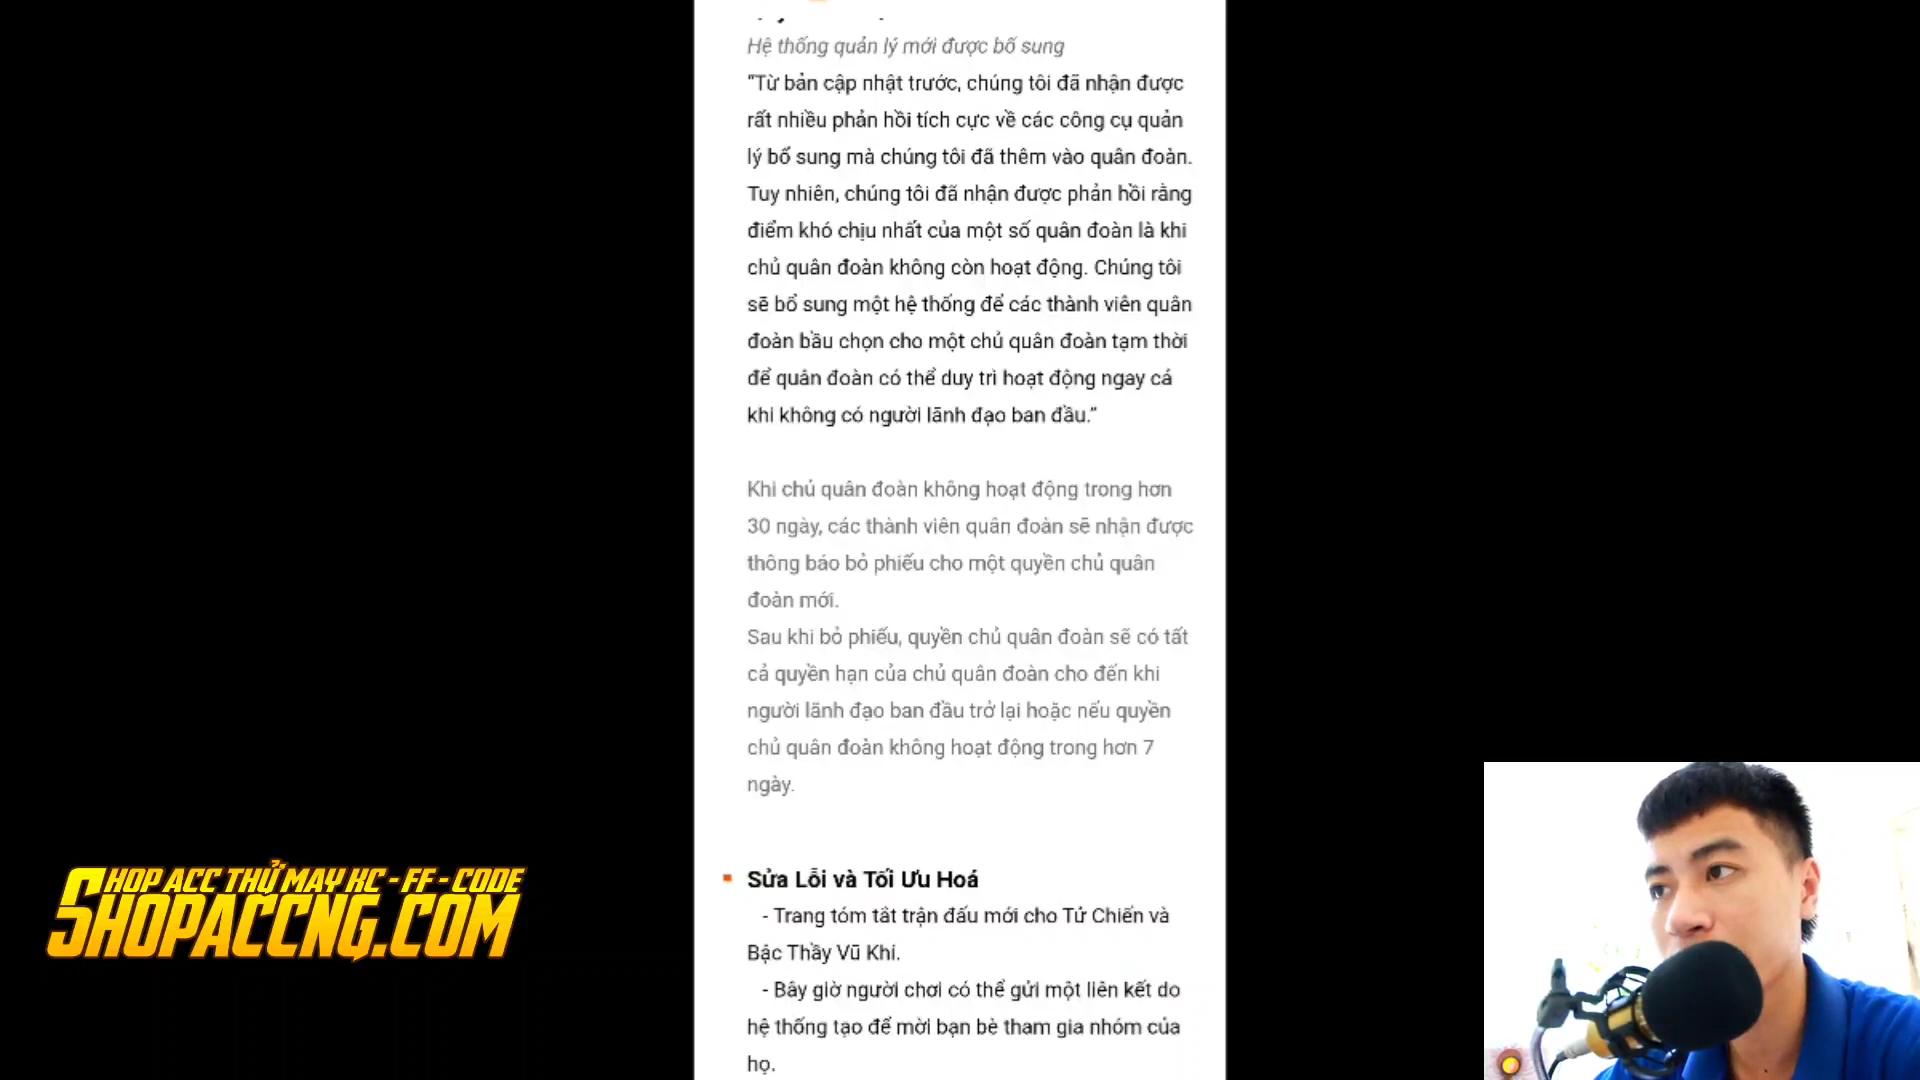 Hệ thống quản lý mới được bổ sung
“Từ bản cập nhật trước, chúng tôi đã nhận được
rất nhiều phản hồi tích cực về các công cụ quản
lý bổ sung mà chúng tôi đã thêm vào quân đoàn.
Tuy nhiên, chúng tôi đã nhận được phản hồi rằng
điểm khó chịu nhất của một số quân đoàn là khi
chủ quân đoàn không còn hoạt động. Chúng tôi
sẽ bổ sung một hệ thống để các thành viên quân
đoàn bầu chọn cho một chủ quân đoàn tạm thời
để quân đoàn có thể duy trì hoạt động ngay cả
khi không có người lãnh đạo ban đầu.”
Khi chủ quân đoàn không hoạt động trong hơn
30 ngày, các thành viên quân đoàn sẽ nhận được
thông báo bỏ phiếu cho một quyền chủ quân
đoàn mới.
Sau khi bỏ phiếu, quyền chủ quân đoàn sẽ có tất
cả quyền hạn của chủ quân đoàn cho đến khi
người lãnh đạo ban đầu trở lại hoặc nếu quyền
chủ quân đoàn không hoạt động trong hơn 7
ngày.
Sửa Lỗi và Tối Ưu Hoá
- Trang tóm tắt trận đấu mới cho Tử Chiến và
Bậc Thầy Vũ Khí.
- Bây giờ người chơi có thể gửi một liên kết do
hệ thống tạo để mời bạn bè tham gia nhóm của
họ.
SHOP ACC THỬ MAY KC - FF - CODE
SHOPACCNG.COM